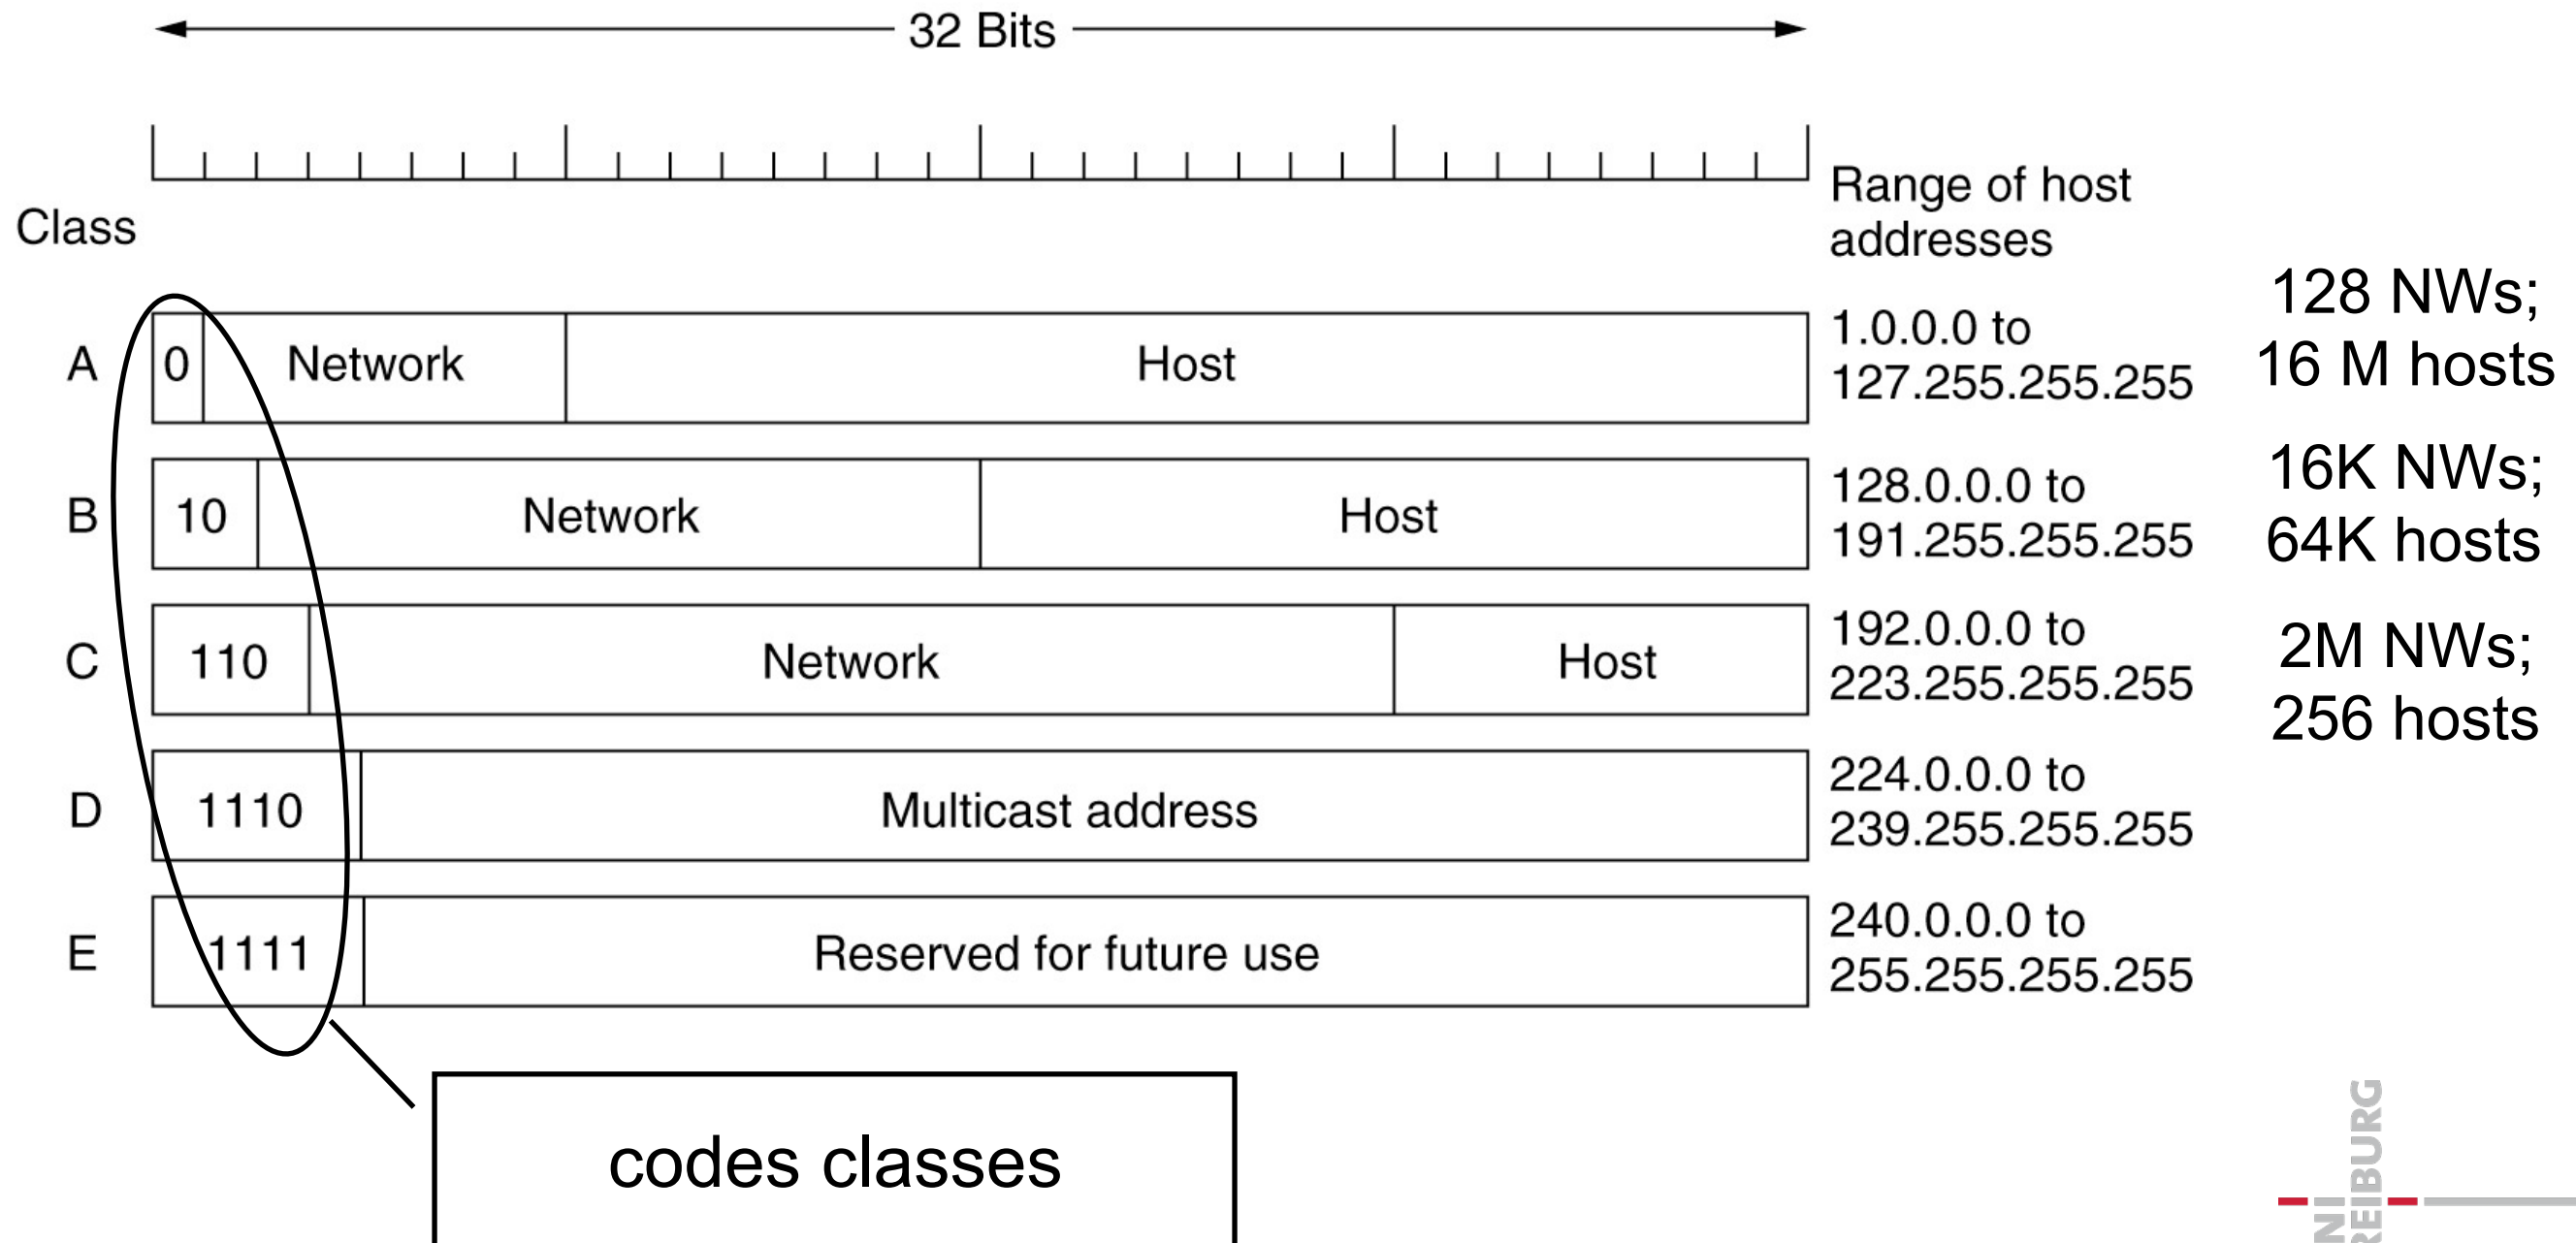 32 Bits
Class
Range of host
addresses
A
0
Network
Host
1.0.0.0 to
127.255.255.255
128 NWs;
16 M hosts
B
10
Network
Host
128.0.0.0 to
191.255.255.255
16K NWs;
64K hosts
C
110
Network
Host
192.0.0.0 to
223.255.255.255
2M NWs;
256 hosts
D
1110
Multicast address
224.0.0.0 to
239.255.255.255
E
1111
Reserved for future use
240.0.0.0 to
255.255.255.255
codes classes